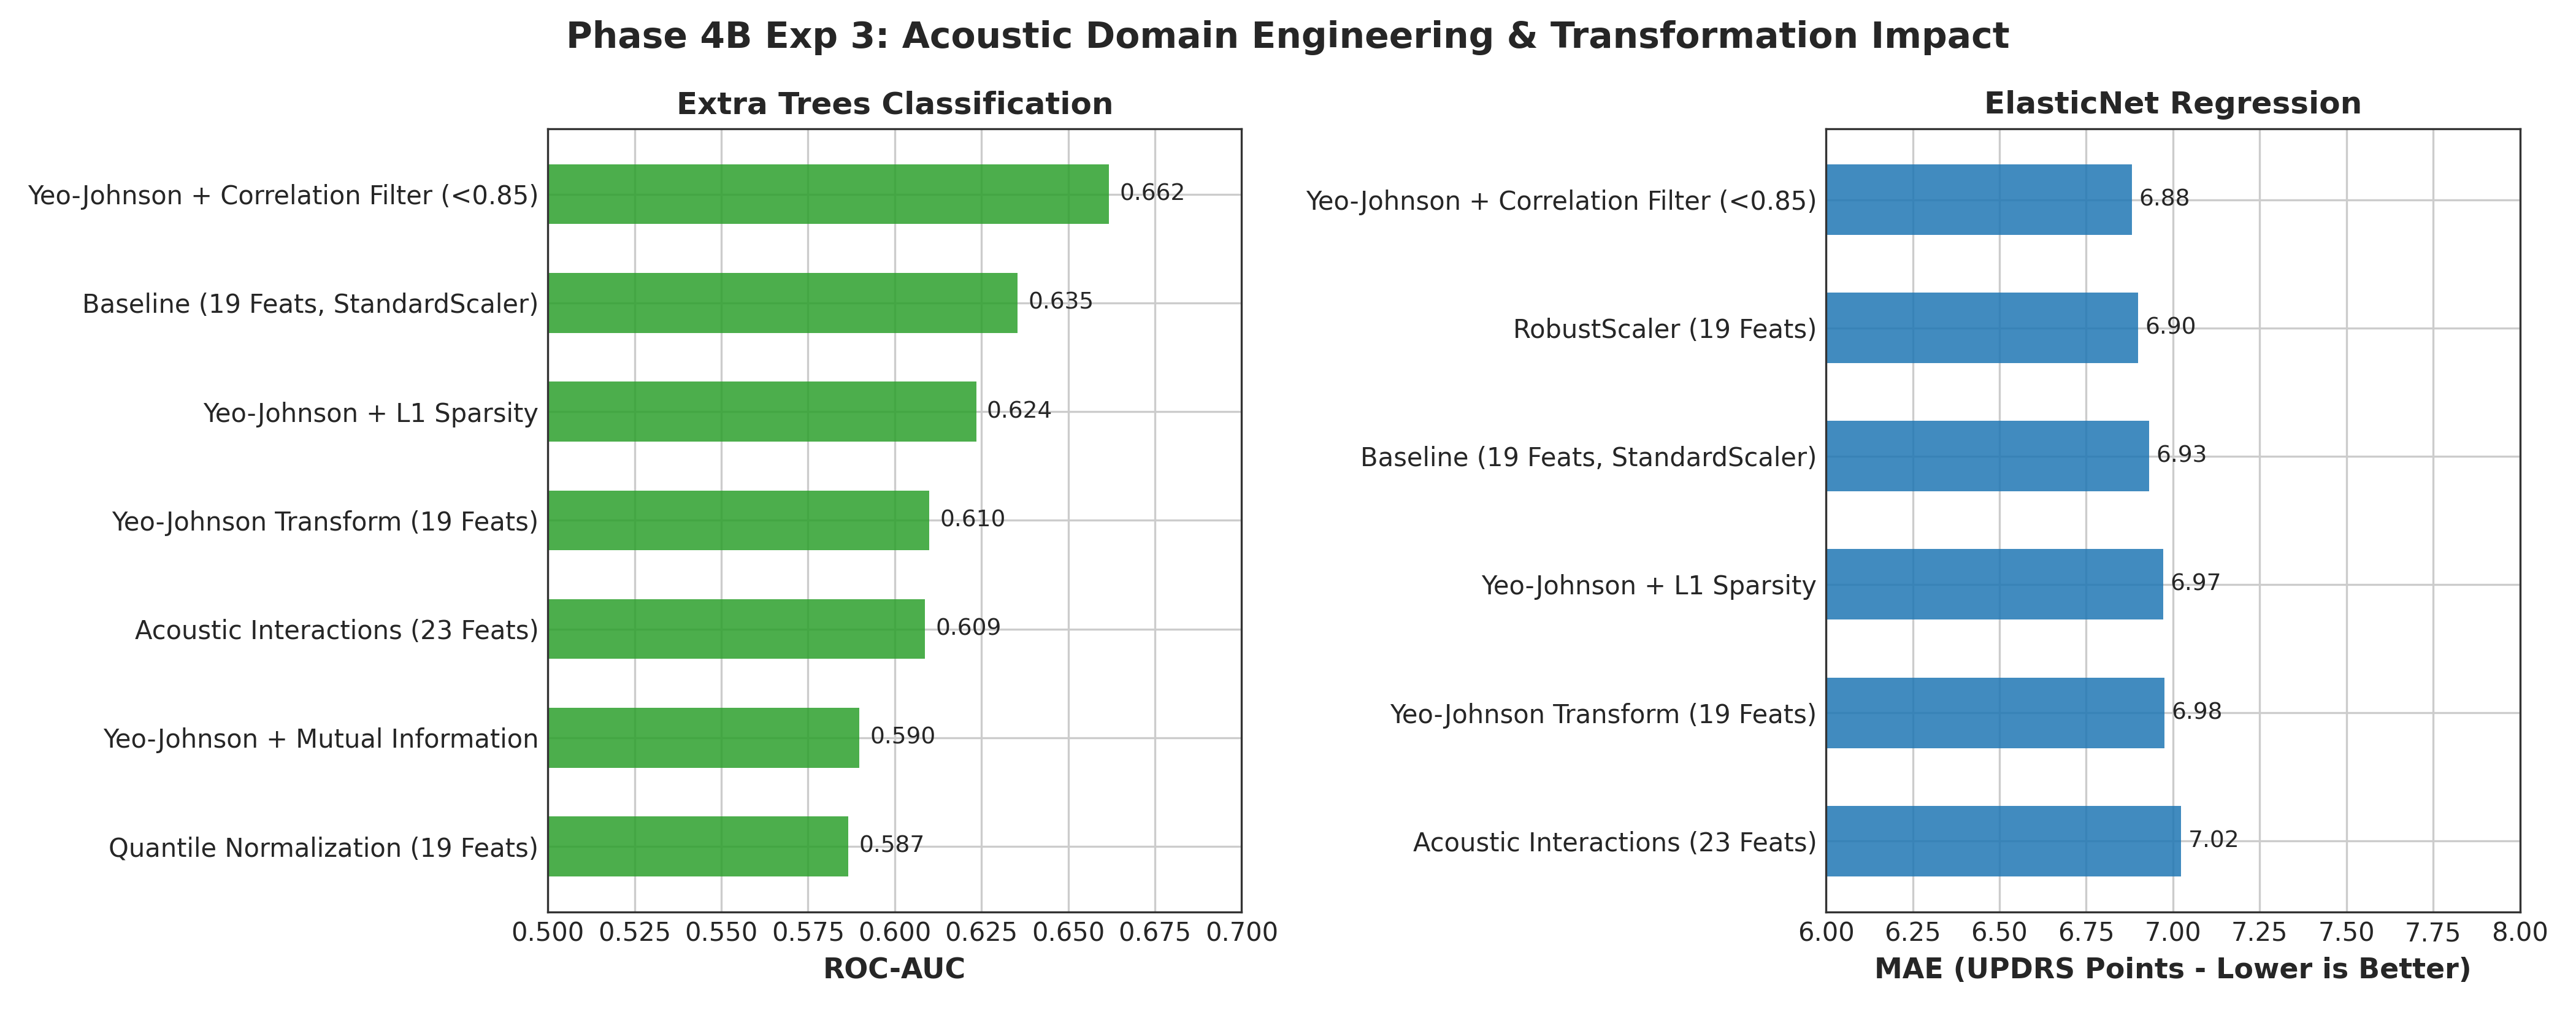 Phase 4B Exp 3: Acoustic Domain Engineering & Transformation Impact
Extra Trees Classification
Yeo-Johnson + Correlation Filter (<0.85)
0.662
Baseline (19 Feats, StandardScaler)
0.635
Yeo-Johnson + L1 Sparsity
0.624
Yeo-Johnson Transform (19 Feats)
0.610
Acoustic Interactions (23 Feats)
0.609
Yeo-Johnson + Mutual Information
0.590
Quantile Normalization (19 Feats)
0.587
0.500 0.525 0.550 0.575 0.600 0.625 0.650 0.675 0.700
ROC-AUC
ElasticNet Regression
Yeo-Johnson + Correlation Filter (<0.85)
6.88
RobustScaler (19 Feats)
6.90
Baseline (19 Feats, StandardScaler)
6.93
Yeo-Johnson + L1 Sparsity
6.97
Yeo-Johnson Transform (19 Feats)
6.98
Acoustic Interactions (23 Feats)
7.02
6.00 6.25 6.50 6.75 7.00 7.25 7.50 7.75 8.00
MAE (UPDRS Points - Lower is Better)